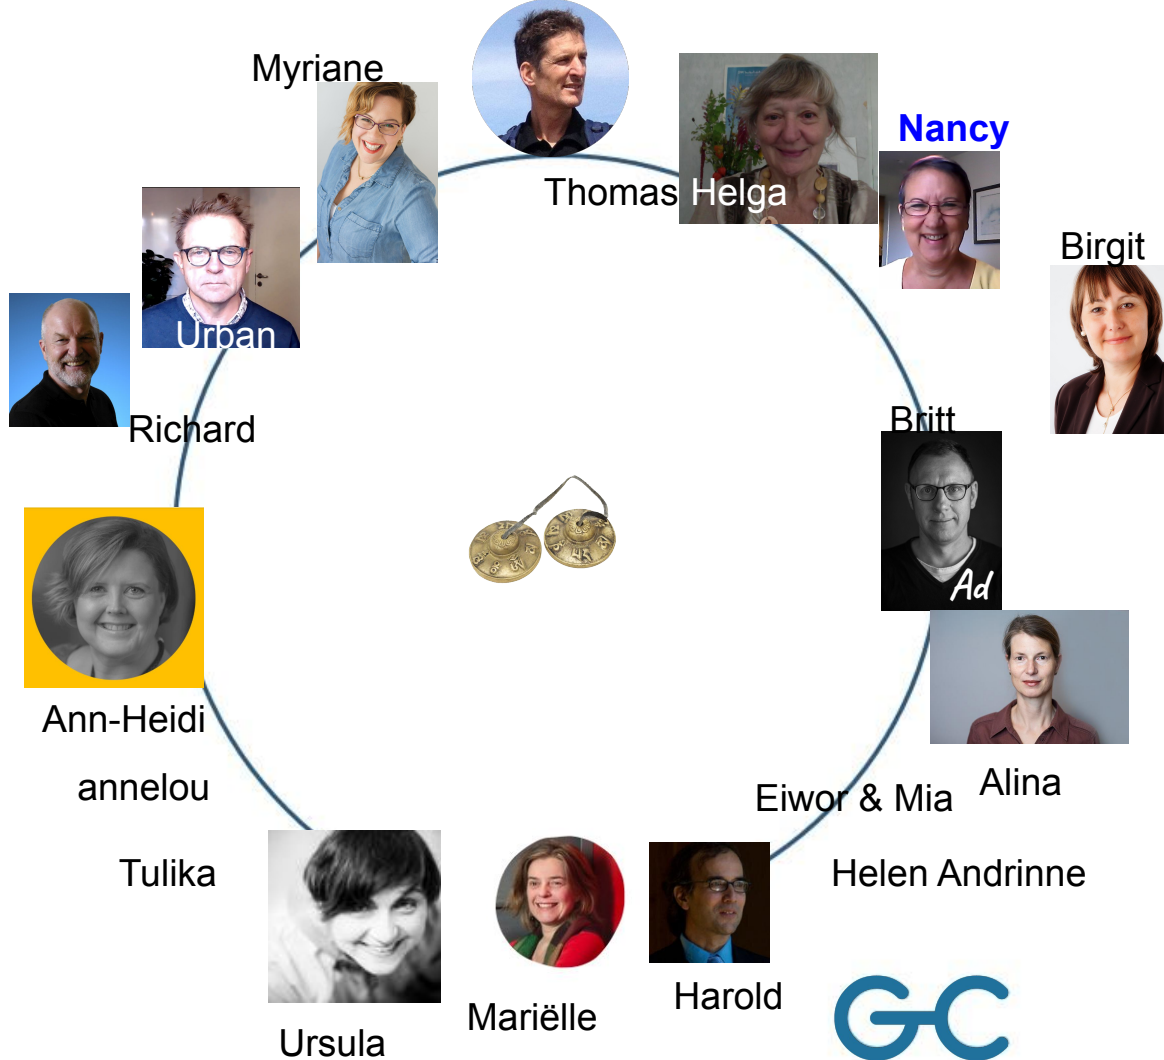 Myriane
Thomas
Helga
Nancy
Birgit
Urban
Richard
Britt
Ad
Ann-Heidi
annelou
Eiwor & Mia
Alina
Tulika
Helen Andrinne
Harold
Mariëlle
Ursula
GC